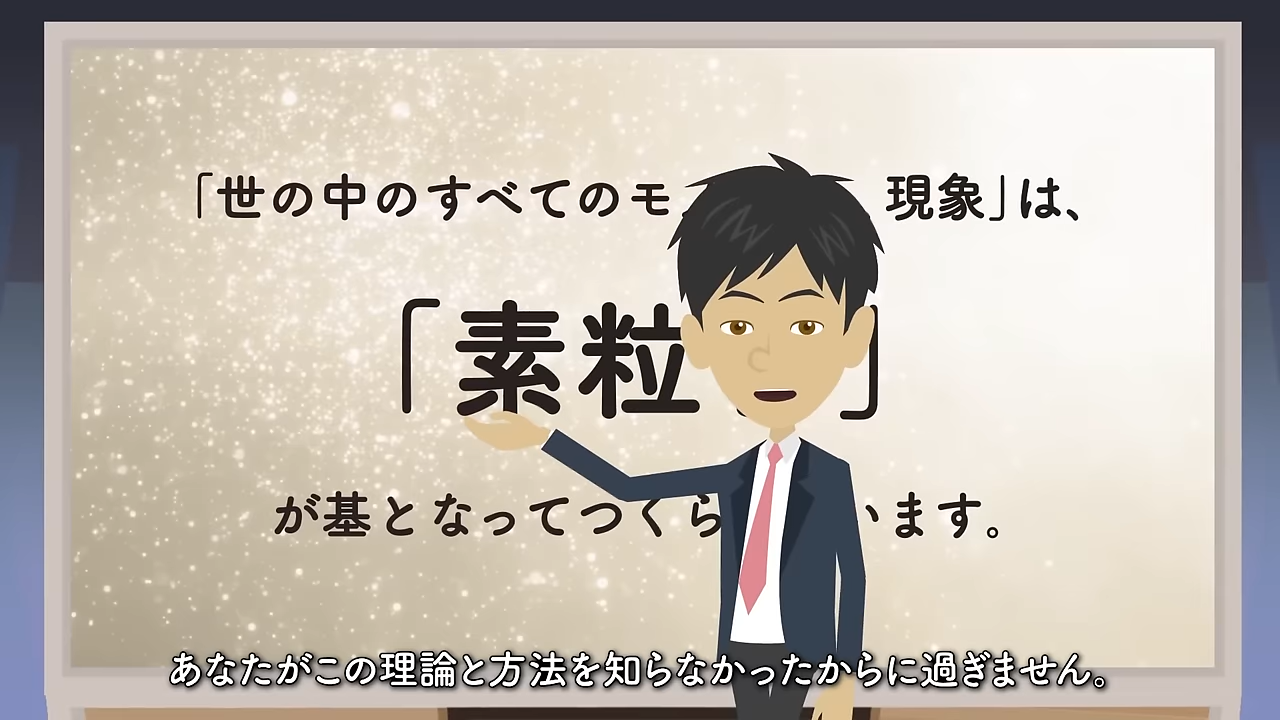 「世の中のすべてのモ 現象」は、
「素粒 」
が基となってつくら います。
あなたがこの理論と方法を知らなかったからに過ぎません。